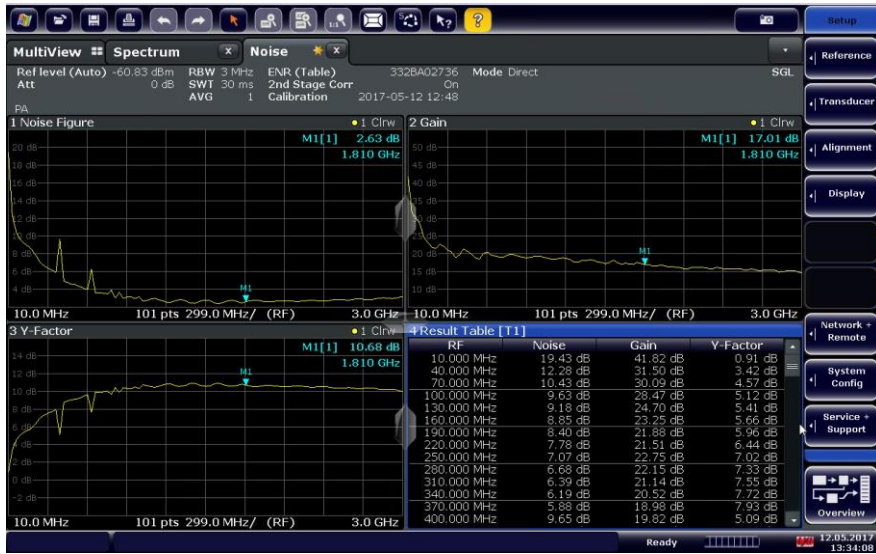 Setup
MultiView Spectrum x Noise x
Ref level (Auto) -60.83 dBm RBW 3 MHz ENR (Table) 332BA02736 Mode Direct SGL
Att 0 dB SWT 30 ms 2nd Stage Corr On
AVG 1 Calibration 2017-05-12 12:48
PA
1 Noise Figure 1 Clrw
M1[1] 2.63 dB
1.810 GHz
20 dB
18 dB
16 dB
14 dB
12 dB
10 dB
8 dB
6 dB
4 dB
M1
10.0 MHz 101 pts 299.0 MHz/ (RF) 3.0 GHz
2 Gain 1 Clrw
M1[1] 17.01 dB
1.810 GHz
50 dB
45 dB
35 dB
20 dB
15 dB
10 dB
M1
10.0 MHz 101 pts 299.0 MHz/ (RF) 3.0 GHz
3 Y-Factor 1 Clrw
M1[1] 10.68 dB
1.810 GHz
14 dB
12 dB
10 dB
8 dB
6 dB
2 dB
0 dB
-2 dB
M1
10.0 MHz 101 pts 299.0 MHz/ (RF) 3.0 GHz
4 Result Table [T1]
RF Noise Gain Y-Factor
10.000 MHz 19.43 dB 41.82 dB 0.91 dB
40.000 MHz 12.28 dB 31.50 dB 3.42 dB
70.000 MHz 10.43 dB 30.09 dB 4.57 dB
100.000 MHz 9.63 dB 28.47 dB 5.12 dB
130.000 MHz 9.18 dB 24.70 dB 5.41 dB
160.000 MHz 8.85 dB 23.25 dB 5.66 dB
190.000 MHz 8.40 dB 21.88 dB 5.96 dB
220.000 MHz 7.78 dB 21.51 dB 6.44 dB
250.000 MHz 7.07 dB 22.75 dB 7.02 dB
280.000 MHz 6.68 dB 22.15 dB 7.33 dB
310.000 MHz 6.39 dB 21.14 dB 7.55 dB
340.000 MHz 6.19 dB 20.52 dB 7.72 dB
370.000 MHz 5.88 dB 18.98 dB 7.93 dB
400.000 MHz 9.65 dB 19.82 dB 5.09 dB
Reference
Transducer
Alignment
Display
Network +
Remote
System
Config
Service +
Support
Overview
Ready
12.05.2017
13:34:08